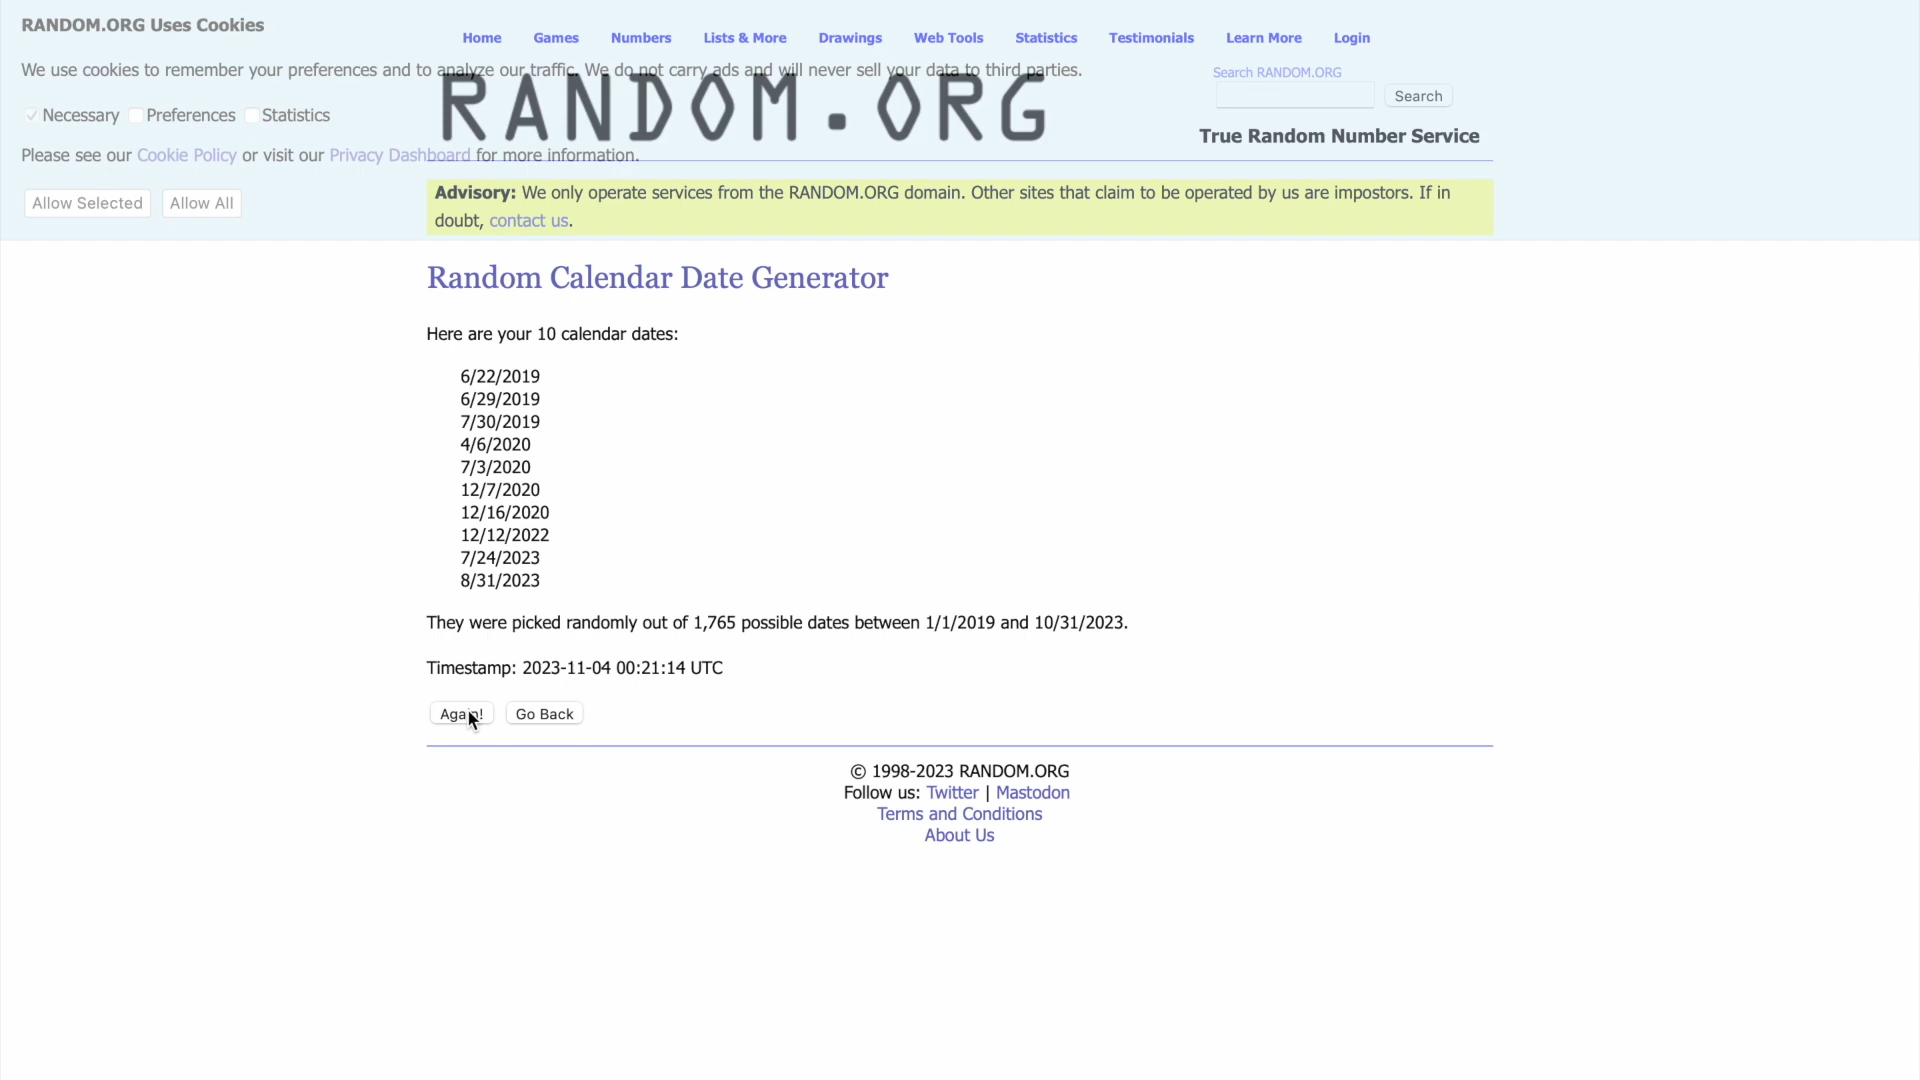 RANDOM.ORG Uses Cookies
We use cookies to remember your preferences and to analyze our traffic. We do not carry ads and will never sell your data to third parties.
Necessary Preferences Statistics
Please see our Cookie Policy or visit our Privacy Dashboard for more information.
Allow Selected Allow All
Home Games Numbers Lists & More Drawings Web Tools Statistics Testimonials Learn More Login
RANDOM.ORG
Search RANDOM.ORG
Search
True Random Number Service
Advisory: We only operate services from the RANDOM.ORG domain. Other sites that claim to be operated by us are impostors. If in
doubt, contact us.
Random Calendar Date Generator
Here are your 10 calendar dates:
6/22/2019
6/29/2019
7/30/2019
4/6/2020
7/3/2020
12/7/2020
12/16/2020
12/12/2022
7/24/2023
8/31/2023
They were picked randomly out of 1,765 possible dates between 1/1/2019 and 10/31/2023.
Timestamp: 2023-11-04 00:21:14 UTC
Again! Go Back
© 1998-2023 RANDOM.ORG
Follow us: Twitter | Mastodon
Terms and Conditions
About Us